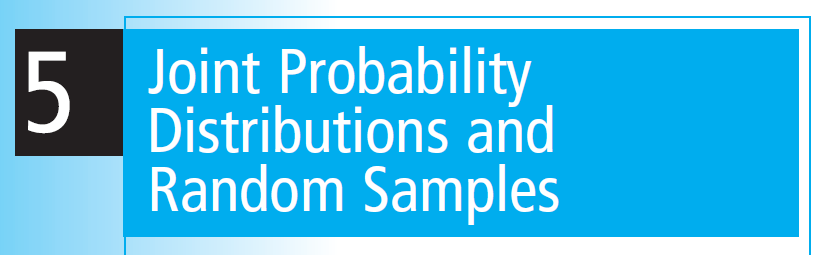 5
Joint Probability
Distributions and
Random Samples